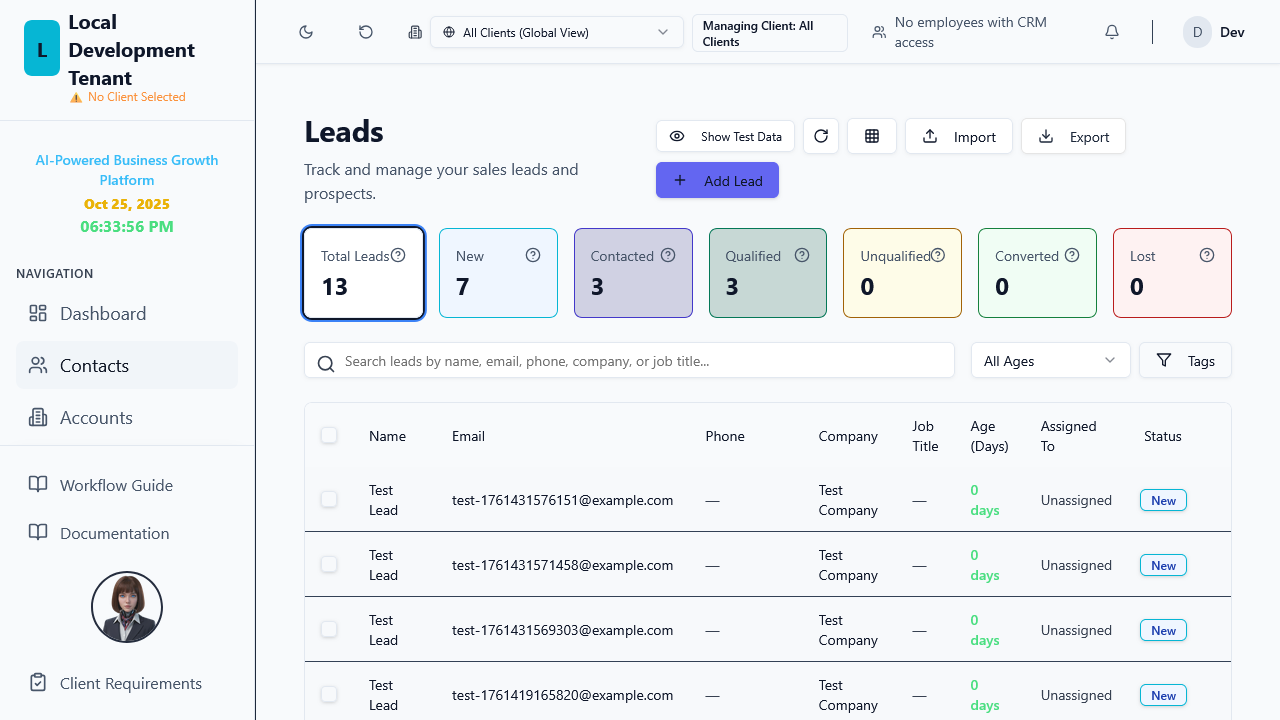 L
Local
Development
Tenant
⚠️ No Client Selected
AI-Powered Business Growth
Platform
Oct 25, 2025
06:33:56 PM
NAVIGATION
Dashboard
Contacts
Accounts
Workflow Guide
Documentation
Client Requirements
All Clients (Global View)
Managing Client: All
Clients
No employees with CRM
access
D
Dev
Leads
Track and manage your sales leads and
prospects.
Show Test Data
Import
Export
Add Lead
Total Leads
13
New
7
Contacted
3
Qualified
3
Unqualified
0
Converted
0
Lost
0
Search leads by name, email, phone, company, or job title...
All Ages
Tags
Name
Email
Phone
Company
Job
Title
Age
(Days)
Assigned
To
Status
Test
Lead
test-1761431576151@example.com
—
Test
Company
—
0
days
Unassigned
New
Test
Lead
test-1761431571458@example.com
—
Test
Company
—
0
days
Unassigned
New
Test
Lead
test-1761431569303@example.com
—
Test
Company
—
0
days
Unassigned
New
Test
Lead
test-1761419165820@example.com
—
Test
Company
—
0
days
Unassigned
New